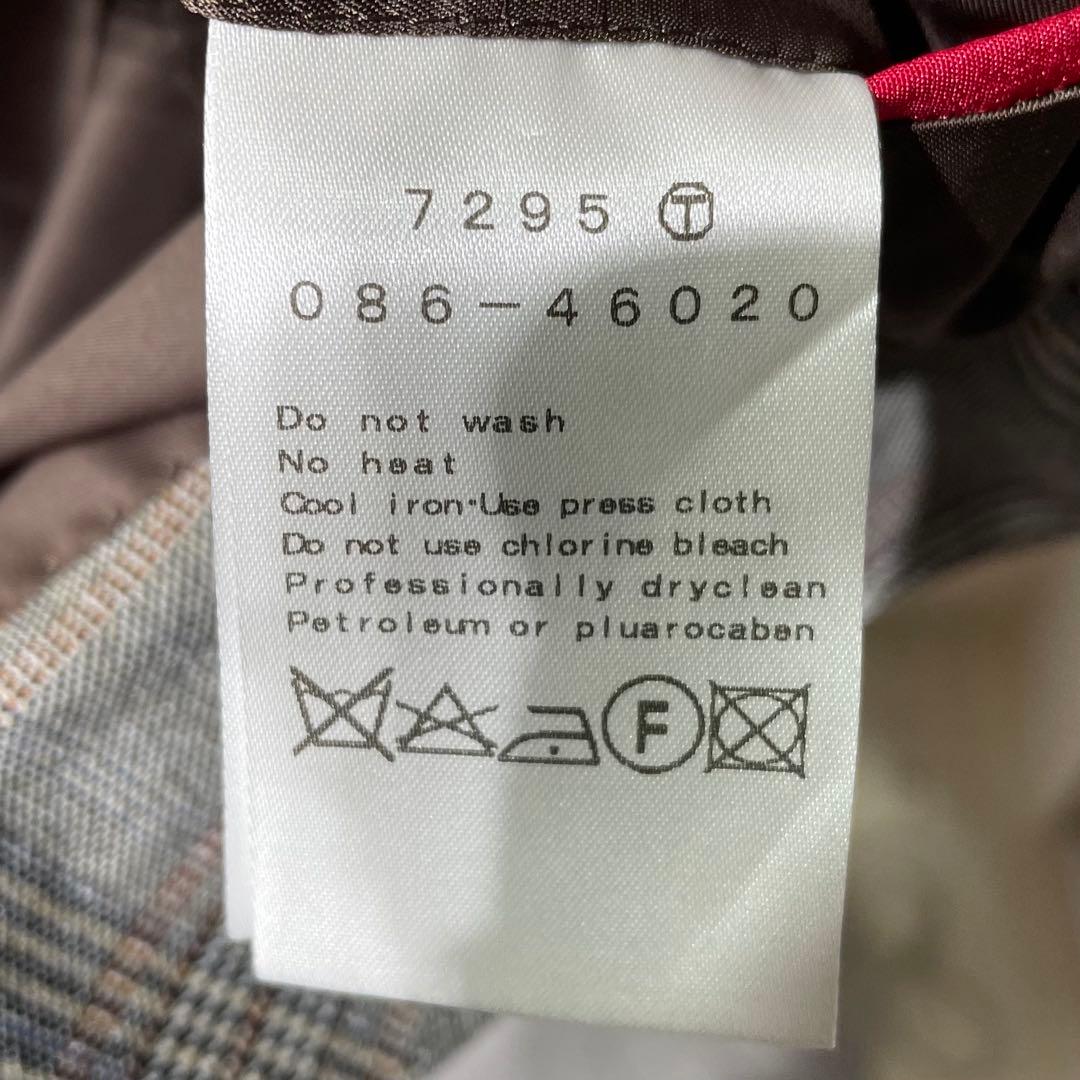 7295 Ⓣ
086-46020
Do not wash
No heat
Cool iron·Use press cloth
Do not use chlorine bleach
Professionally dryclean
Petroleum or pluarocaben
F